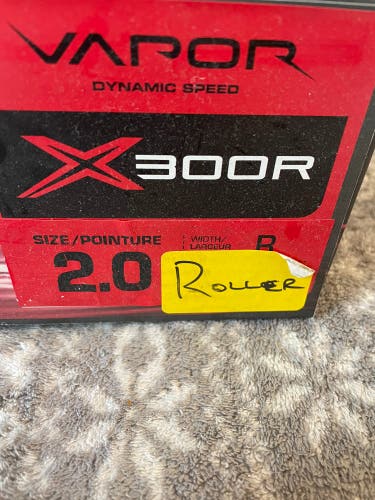 VAPOR
DYNAMIC SPEED
X300R
SIZE/POINTURE WIDTH/
LARGEUR R
2.0
ROLLER